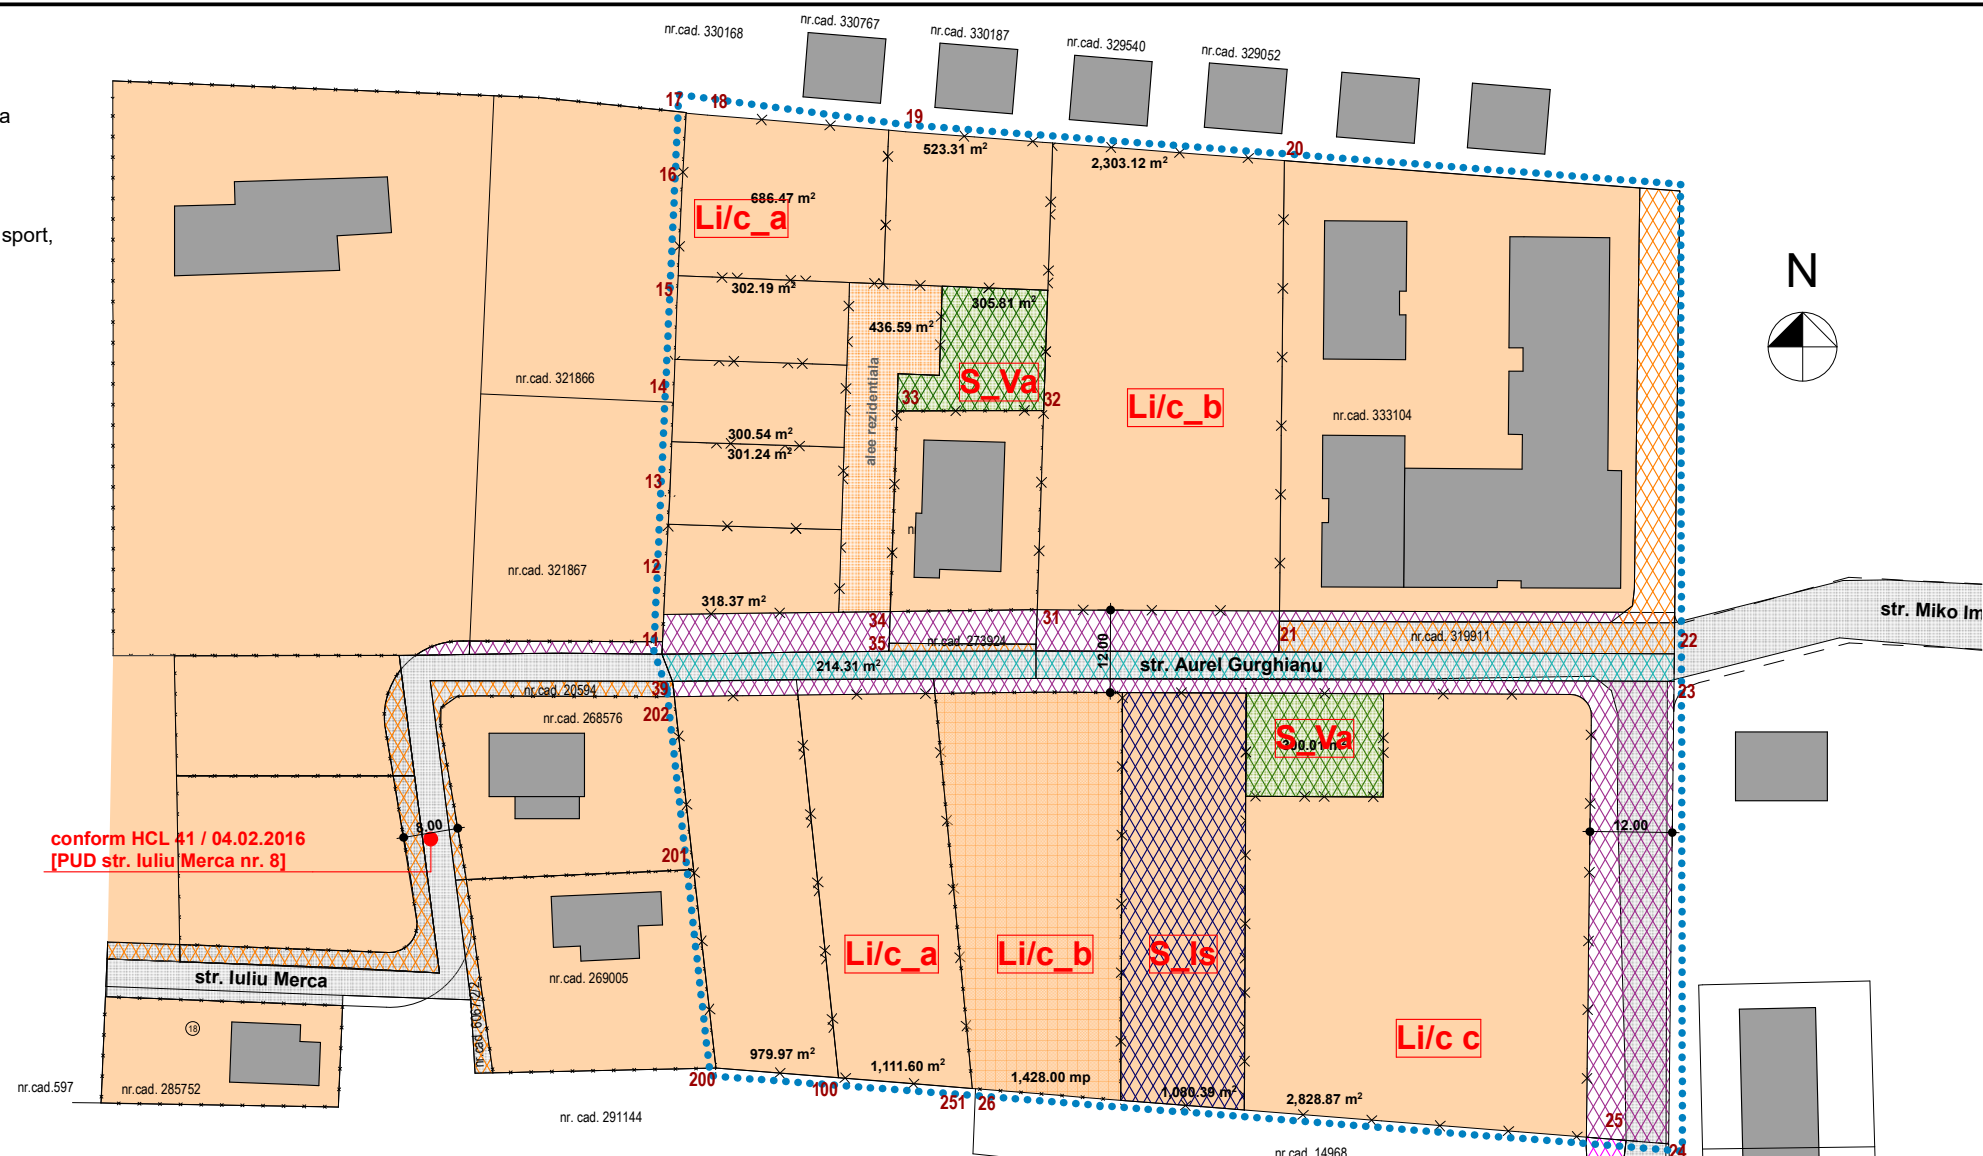 nr.cad. 330168
nr.cad. 330767
nr.cad. 330187
nr.cad. 329540
nr.cad. 329052
a
sport,
17
18
19
20
523.31 m²
2,303.12 m²
16
686.47 m²
Li/c_a
N
15
302.19 m²
305.81 m²
436.59 m²
nr.cad. 321866
14
alee rezidentiala
S_Va
33
32
Li/c_b
nr.cad. 333104
300.54 m²
301.24 m²
13
n
nr.cad. 321867
12
318.37 m²
34
31
str. Miko Im
11
35
nr.cad. 273924
12.00
21
nr.cad. 319911
22
214.31 m²
str. Aurel Gurghianu
nr.cad. 20594
39
23
202
nr.cad. 268576
S_Va
300.01 m²
conform HCL 41 / 04.02.2016
[PUD str. Iuliu Merca nr. 8]
8.00
12.00
201
Li/c_a
Li/c_b
S_Is
str. Iuliu Merca
nr.cad. 269005
18
Li/c c
979.97 m²
1,111.60 m²
1,428.00 mp
1,080.39 m²
2,828.87 m²
nr.cad.597
nr.cad. 285752
200
100
251
26
25
nr. cad. 291144
nr.cad. 14968
24